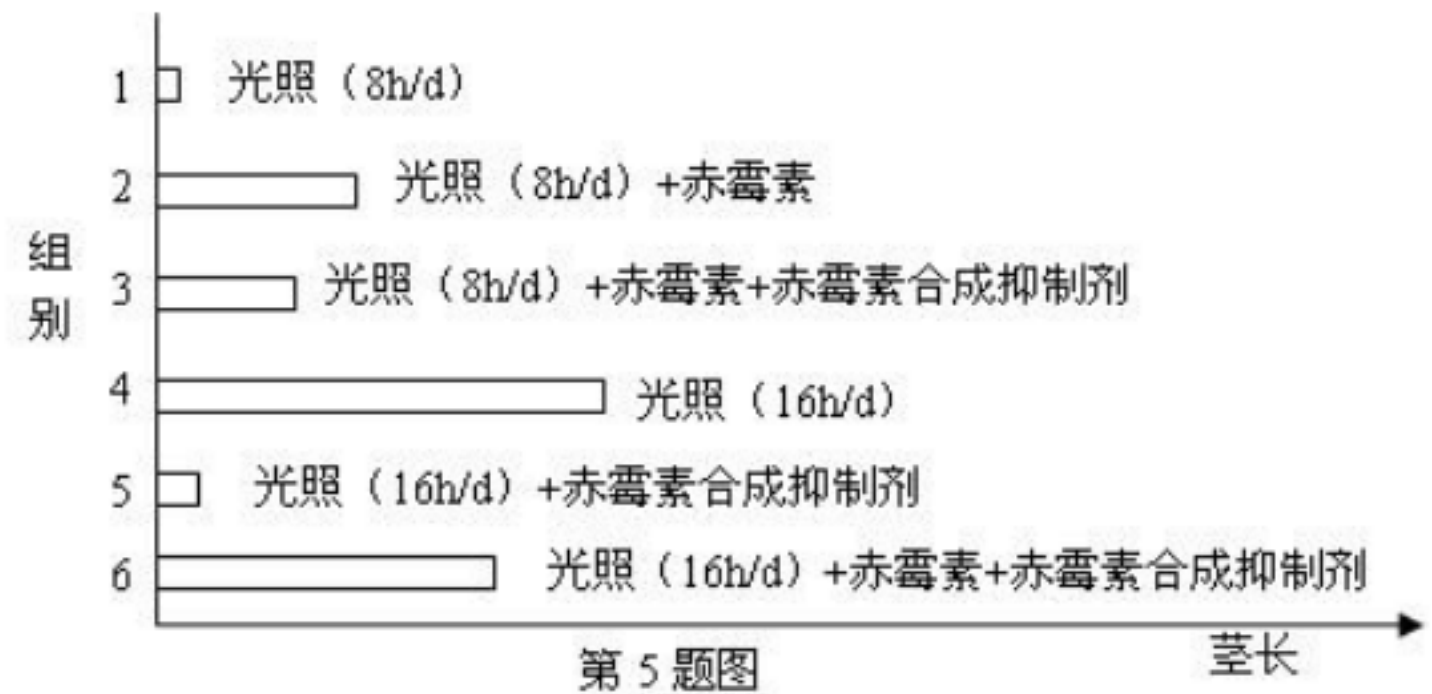 1 光照（8h/d）
2 光照（8h/d）+赤霉素
组别
3 光照（8h/d）+赤霉素+赤霉素合成抑制剂
4 光照（16h/d）
5 光照（16h/d）+赤霉素合成抑制剂
6 光照（16h/d）+赤霉素+赤霉素合成抑制剂
茎长
第 5 题图